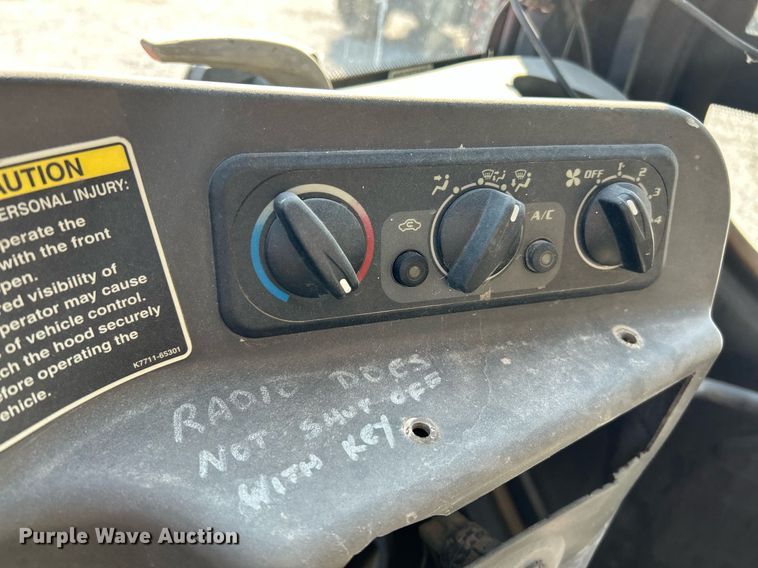 AUTION
ERSONAL INJURY:
perate the
with the front
pen.
red visibility of
perator may cause
of vehicle control.
ch the hood securely
efore operating the
ehicle.
K7711-65301
A/C
OFF
1
2
3
4
RADIO DOES
NOT SHUT OFF
WITH KEY
Purple Wave Auction